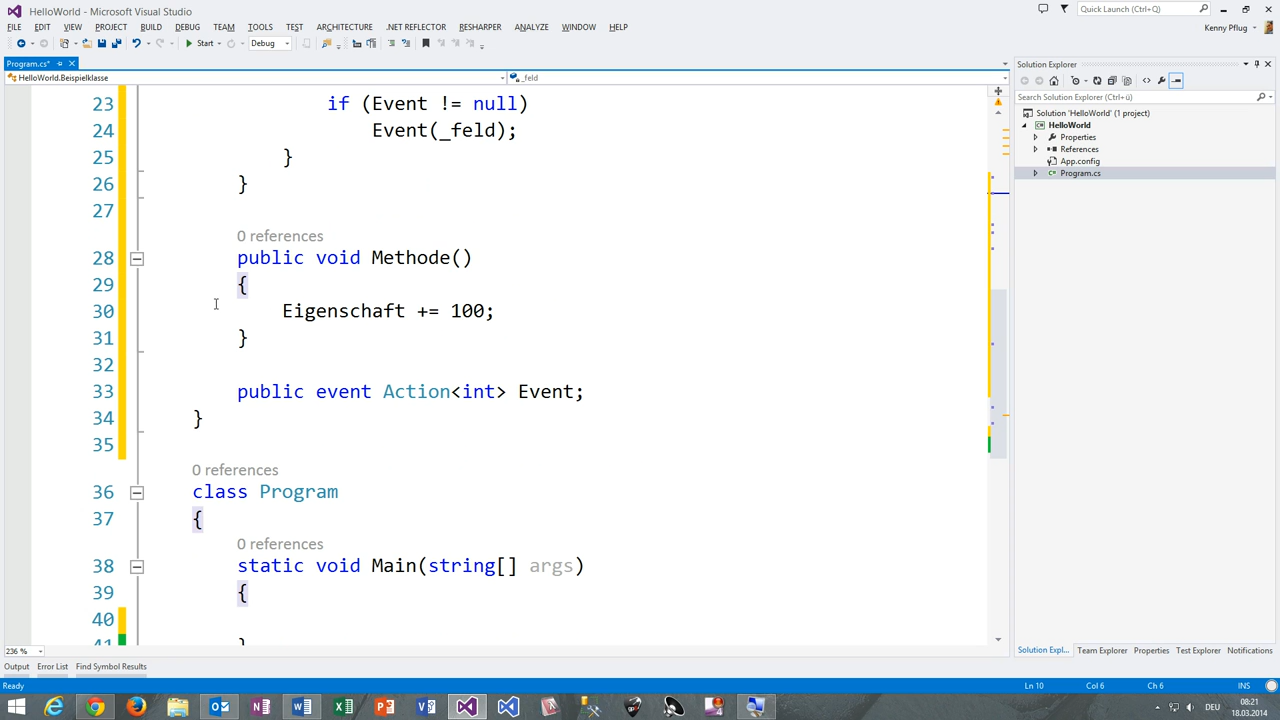 HelloWorld - Microsoft Visual Studio
Quick Launch (Ctrl+Q)
FILE EDIT VIEW PROJECT BUILD DEBUG TEAM TOOLS TEST ARCHITECTURE .NET REFLECTOR RESHARPER ANALYZE WINDOW HELP
Kenny Pflug
Start Debug
Program.cs*
HelloWorld.Beispielklasse
_feld
23 if (Event != null)
24 Event(_feld);
25 }
26 }
27
0 references
28 public void Methode()
29 {
30 Eigenschaft += 100;
31 }
32
33 public event Action<int> Event;
34 }
35
0 references
36 class Program
37 {
0 references
38 static void Main(string[] args)
39 {
40
41 }
236 %
Solution Explorer
Search Solution Explorer (Ctrl+ü)
Solution 'HelloWorld' (1 project)
HelloWorld
Properties
References
App.config
Program.cs
Solution Expl... Team Explorer Properties Test Explorer Notifications
Output Error List Find Symbol Results
Ready
Ln 10 Col 6 Ch 6 INS
DEU
08:21
18.03.2014